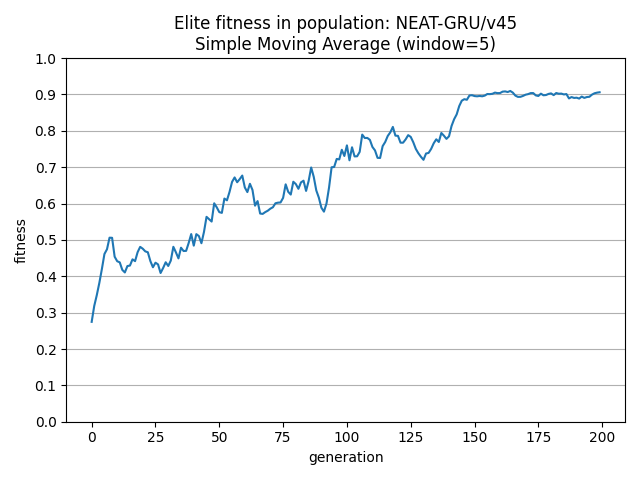 Elite fitness in population: NEAT-GRU/v45
Simple Moving Average (window=5)
1.0
0.9
0.8
0.7
0.6
0.5
0.4
0.3
0.2
0.1
0.0
fitness
0 25 50 75 100 125 150 175 200
generation